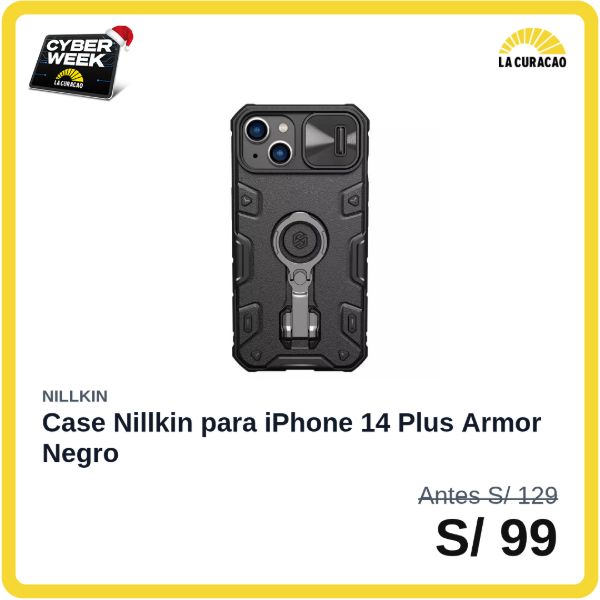 CYBER
WEEK
LA CURACAO
LA CURACAO
NILLKIN
Case Nillkin para iPhone 14 Plus Armor
Negro
Antes S/ 129
S/ 99